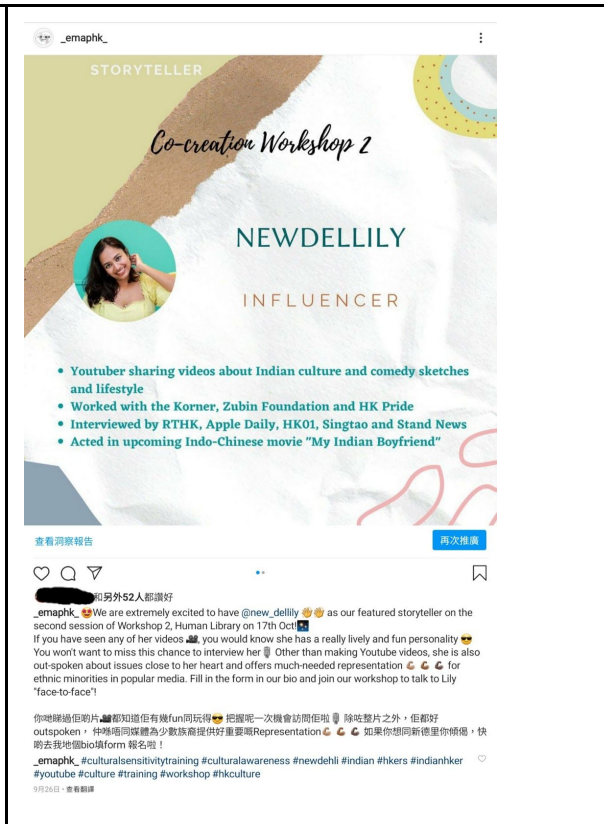 _emaphk_
STORYTELLER
Co-creation Workshop 2
NEWDELLILY
INFLUENCER
• Youtuber sharing videos about Indian culture and comedy sketches
and lifestyle
• Worked with the Korner, Zubin Foundation and HK Pride
• Interviewed by RTHK, Apple Daily, HK01, Singtao and Stand News
• Acted in upcoming Indo-Chinese movie "My Indian Boyfriend"
查看洞察報告
再次推廣
和另外52人都讚好
_emaphk_ 😍We are extremely excited to have @new_dellily 👏👏 as our featured storyteller on the
second session of Workshop 2, Human Library on 17th Oct!🌃
If you have seen any of her videos 🎥, you would know she has a really lively and fun personality 😎
You won't want to miss this chance to interview her🎙 Other than making Youtube videos, she is also
out-spoken about issues close to her heart and offers much-needed representation 💪 💪 💪 for
ethnic minorities in popular media. Fill in the form in our bio and join our workshop to talk to Lily
"face-to-face"!
你哋睇過佢啲片🎥都知道佢有幾fun同玩得😎 把握呢一次機會訪問佢啦🎙 除咗整片之外，佢都好
outspoken， 仲喺唔同媒體為少數族裔提供好重要嘅Representation💪 💪 💪 如果你想同新德里你傾偈，快
啲去我地個bio填form 報名啦！
_emaphk_ #culturalsensitivitytraining #culturalawareness #newdehli #indian #hkers #indianhker
#youtube #culture #training #workshop #hkculture
9月26日・查看翻譯